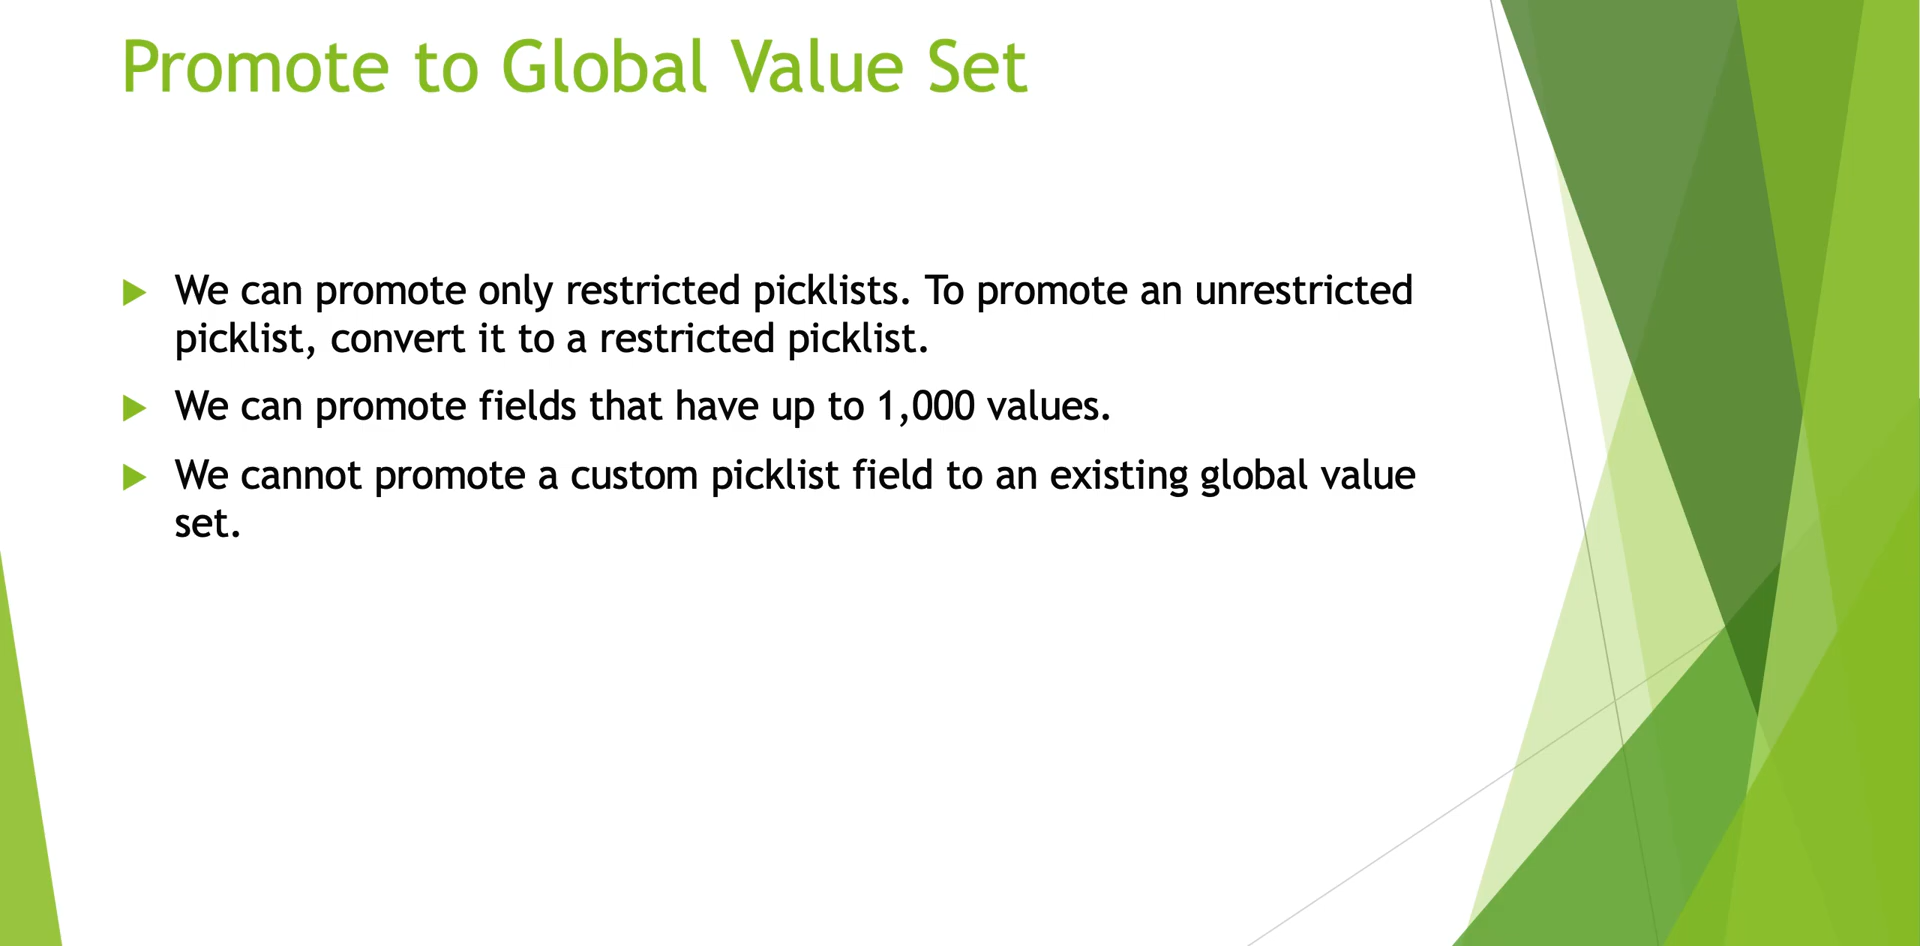 Promote to Global Value Set
We can promote only restricted picklists. To promote an unrestricted
picklist, convert it to a restricted picklist.
We can promote fields that have up to 1,000 values.
We cannot promote a custom picklist field to an existing global value
set.